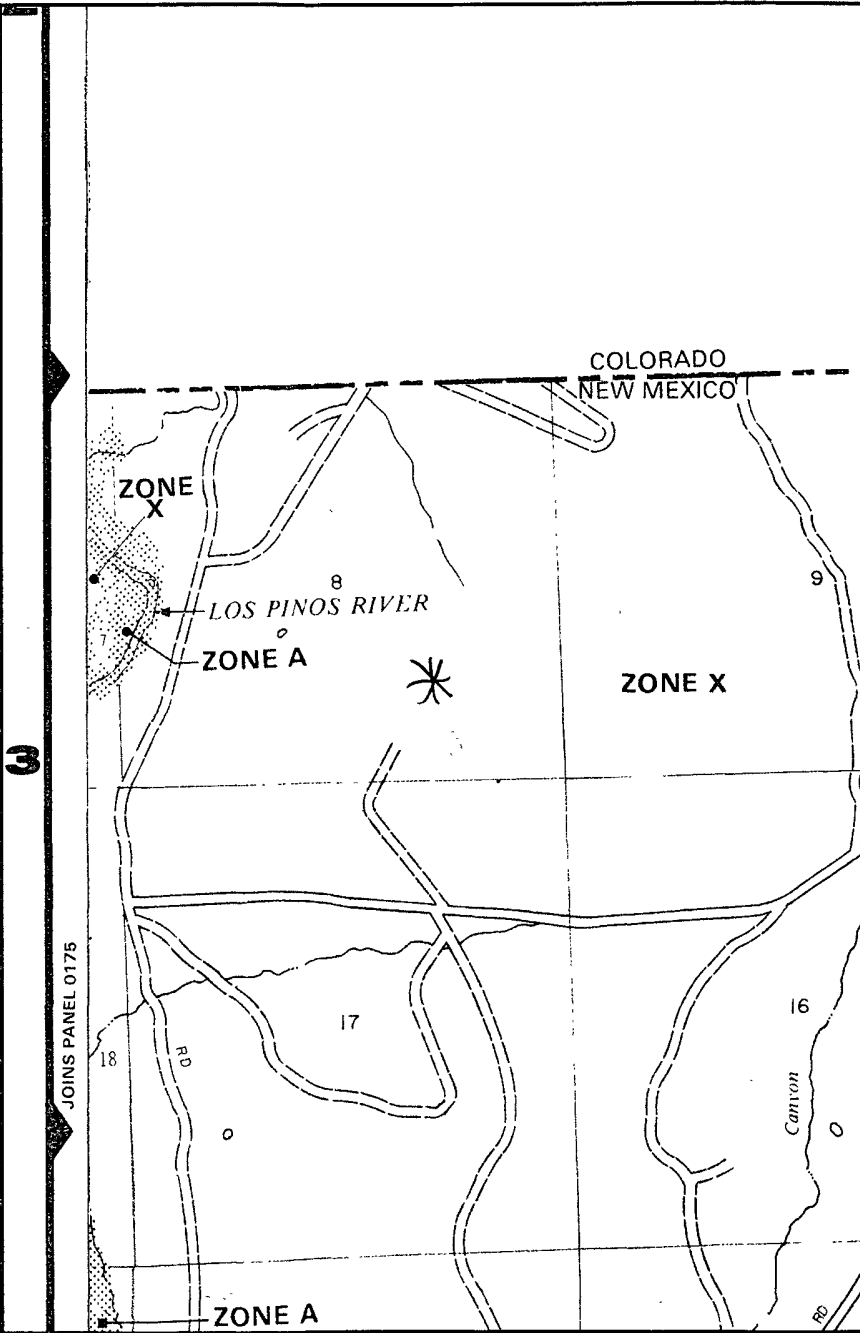 COLORADO
NEW MEXICO
ZONE
X
8
9
LOS PINOS RIVER
7
ZONE A
ZONE X
3
JOINS PANEL 0175
17
16
18
RD
Canyon
ZONE A
RD